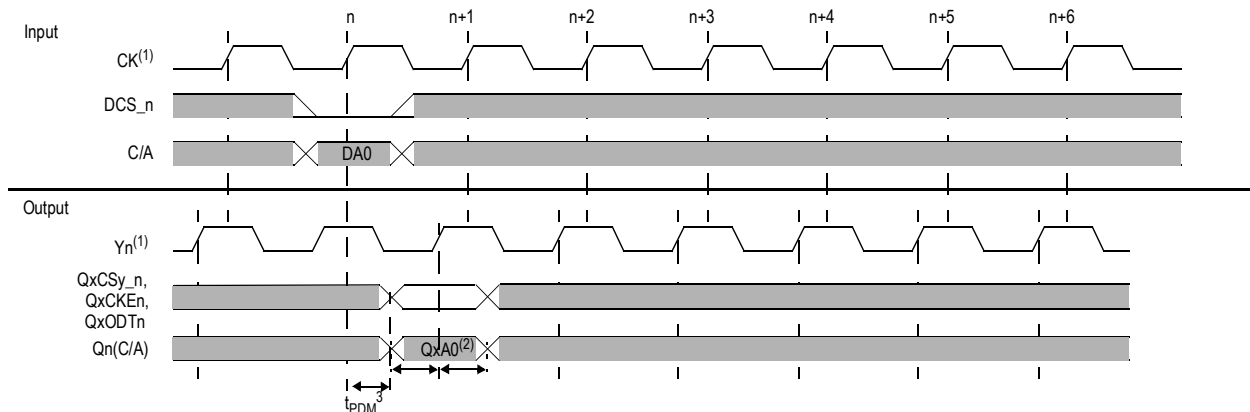 n n+1 n+2 n+3 n+4 n+5 n+6
Input
CK(1)
DCS_n
C/A DA0
Output
Yn(1)
QxCSy_n,
QxCKEn,
QxODTn
Qn(C/A) QxA0(2)
tPDM3